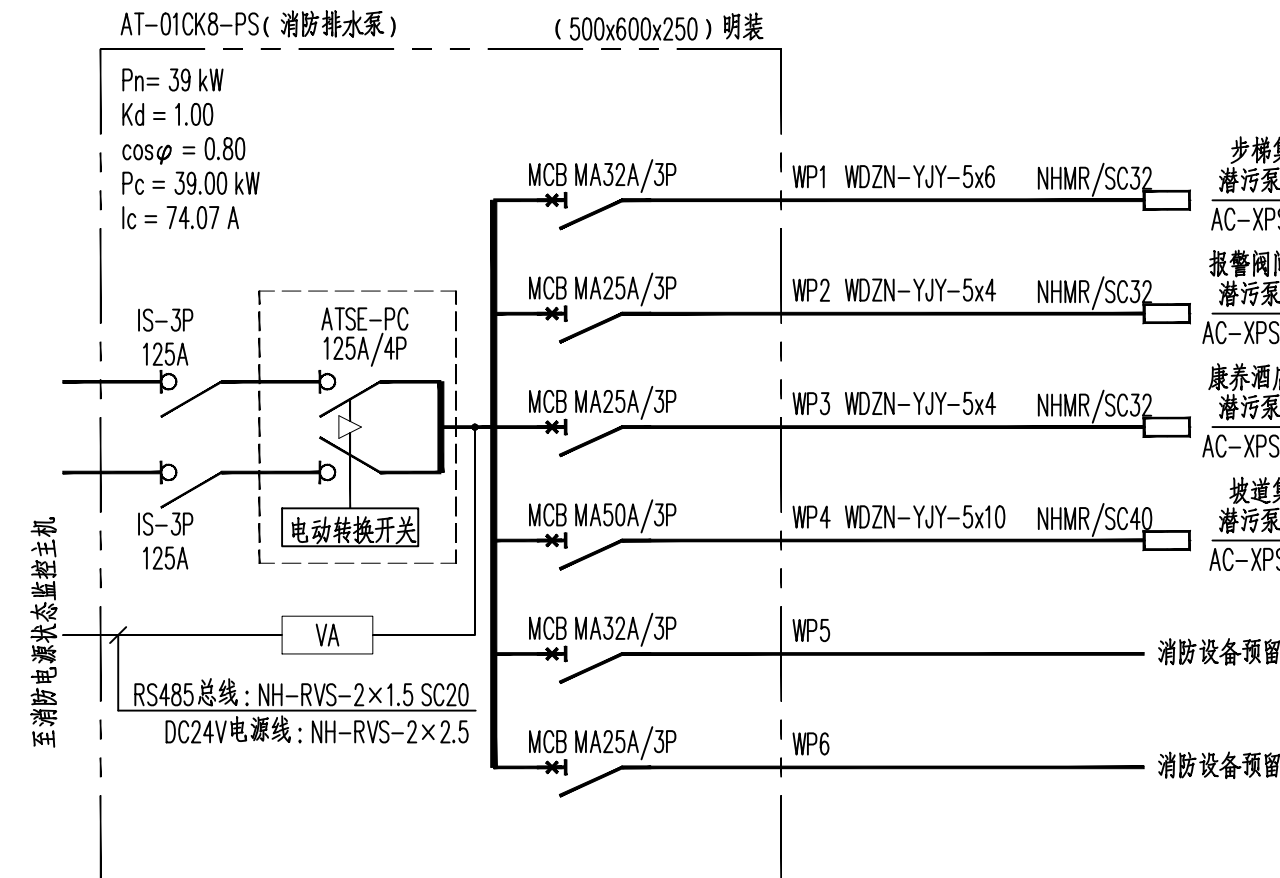 AT-01CK8-PS(消防排水泵)
(500x600x250)明装
Pn= 39 kW
Kd = 1.00
cosφ = 0.80
Pc = 39.00 kW
Ic = 74.07 A
IS-3P
125A
ATSE-PC
125A/4P
电动转换开关
IS-3P
125A
VA
至消防电源状态监控主机
RS485总线: NH-RVS-2×1.5 SC20
DC24V电源线: NH-RVS-2×2.5
MCB MA32A/3P WP1 WDZN-YJY-5x6 NHMR/SC32
步梯集
潜污泵
AC-XPS
MCB MA25A/3P WP2 WDZN-YJY-5x4 NHMR/SC32
报警阀间
潜污泵
AC-XPS
MCB MA25A/3P WP3 WDZN-YJY-5x4 NHMR/SC32
康养酒店
潜污泵
AC-XPS
MCB MA50A/3P WP4 WDZN-YJY-5x10 NHMR/SC40
坡道集
潜污泵
AC-XPS
MCB MA32A/3P WP5 消防设备预留
MCB MA25A/3P WP6 消防设备预留